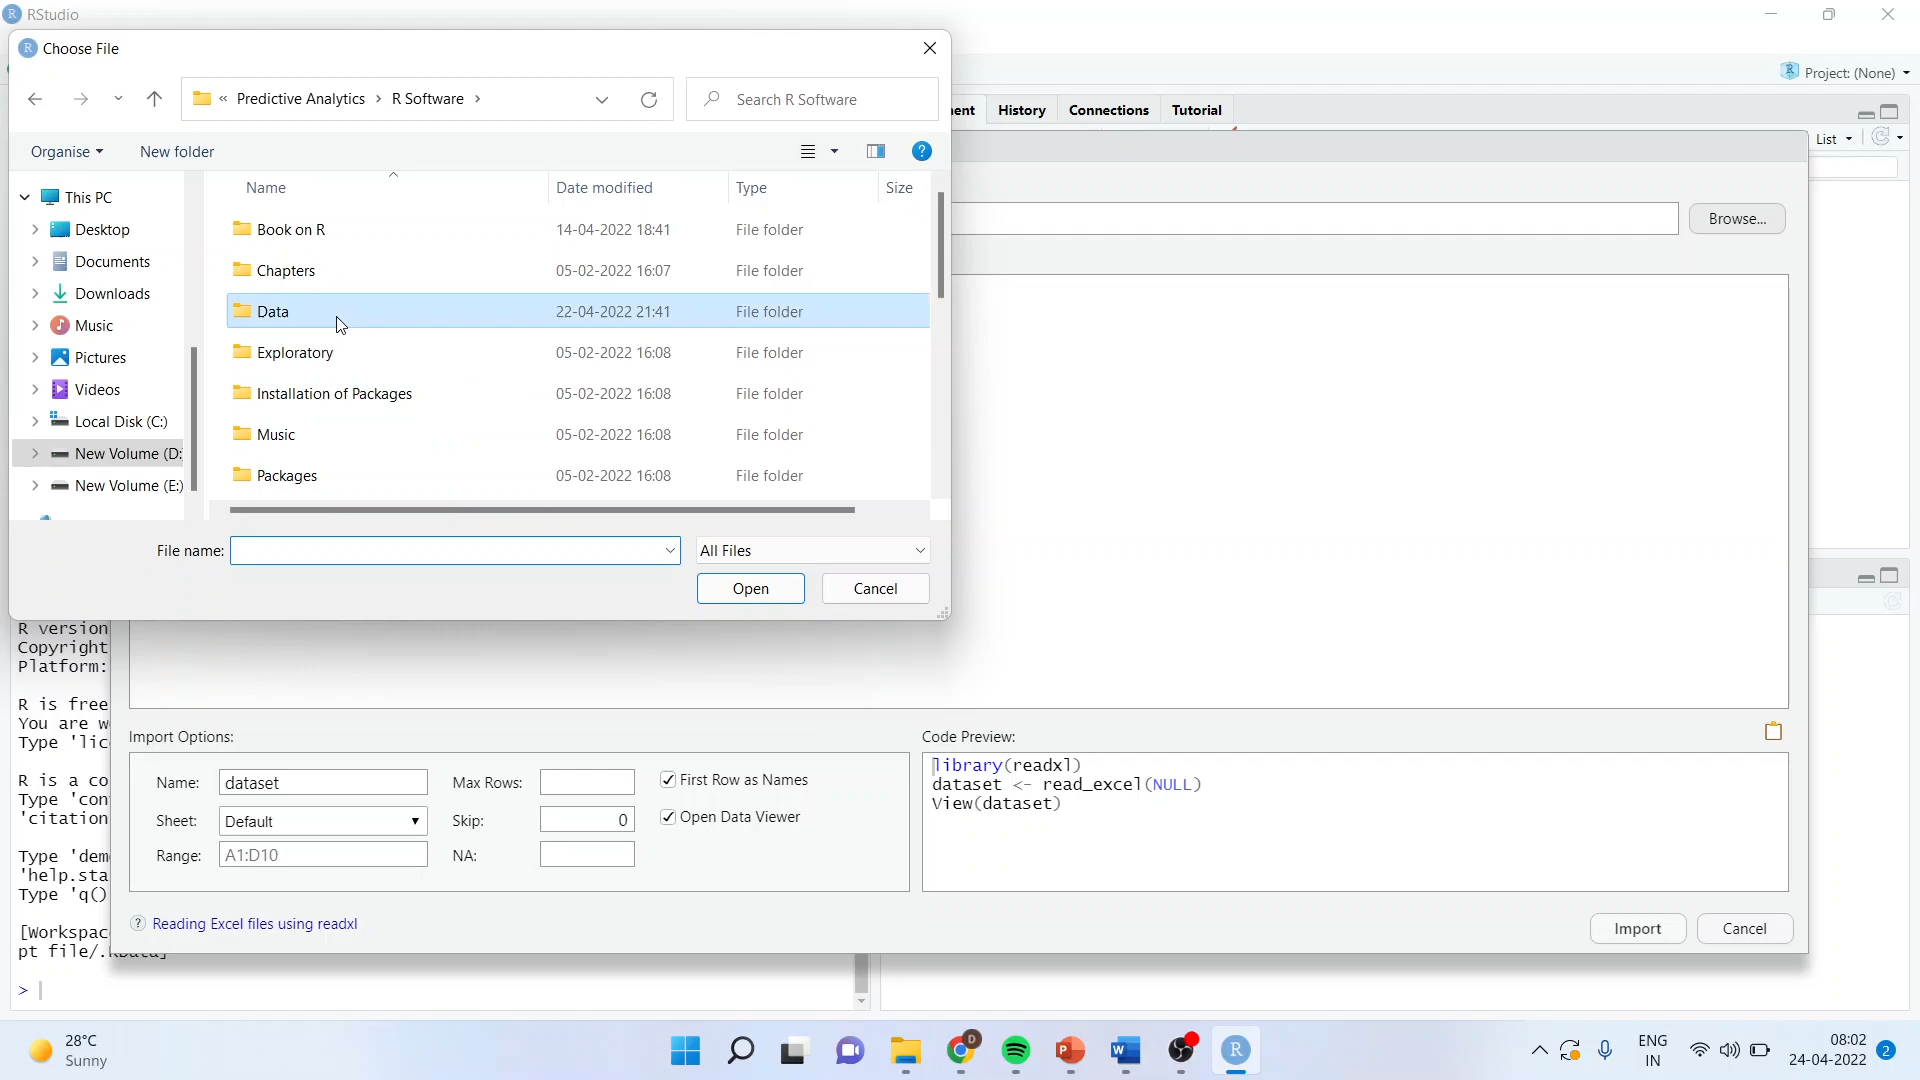 RStudio
Choose File
« Predictive Analytics › R Software ›
Search R Software
Project: (None)
ent History Connections Tutorial
Organise
New folder
List
This PC
Name Date modified Type Size
Desktop
Book on R 14-04-2022 18:41 File folder
Browse...
Documents
Chapters 05-02-2022 16:07 File folder
Downloads
Data 22-04-2022 21:41 File folder
Music
Pictures
Exploratory 05-02-2022 16:08 File folder
Videos
Installation of Packages 05-02-2022 16:08 File folder
Local Disk (C:)
Music 05-02-2022 16:08 File folder
New Volume (D:
Packages 05-02-2022 16:08 File folder
New Volume (E:)
File name:
All Files
Open
Cancel
R version
Copyright
Platform:
R is free
You are w
Type 'lic
R is a co
Type 'con
'citation
Type 'dem
'help.sta
Type 'q()
[Workspac
pt file/.RData]
>
Import Options:
Name: dataset
Max Rows:
First Row as Names
Sheet: Default
Skip: 0
Open Data Viewer
Range: A1:D10
NA:
Code Preview:
library(readxl)
dataset <- read_excel(NULL)
View(dataset)
? Reading Excel files using readxl
Import
Cancel
28°C
Sunny
ENG
IN
08:02
24-04-2022
2